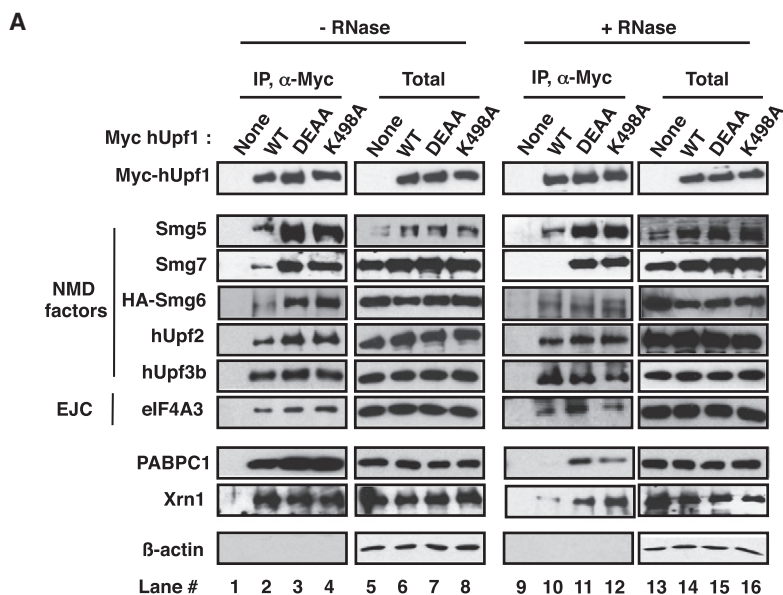 A
- RNase + RNase
IP, α-Myc Total IP, α-Myc Total
Myc hUpf1 : None WT DEAA K498A None WT DEAA K498A None WT DEAA K498A None WT DEAA K498A
Myc-hUpf1
NMD factors
Smg5
Smg7
HA-Smg6
hUpf2
hUpf3b
EJC eIF4A3
PABPC1
Xrn1
ß-actin
Lane # 1 2 3 4 5 6 7 8 9 10 11 12 13 14 15 16